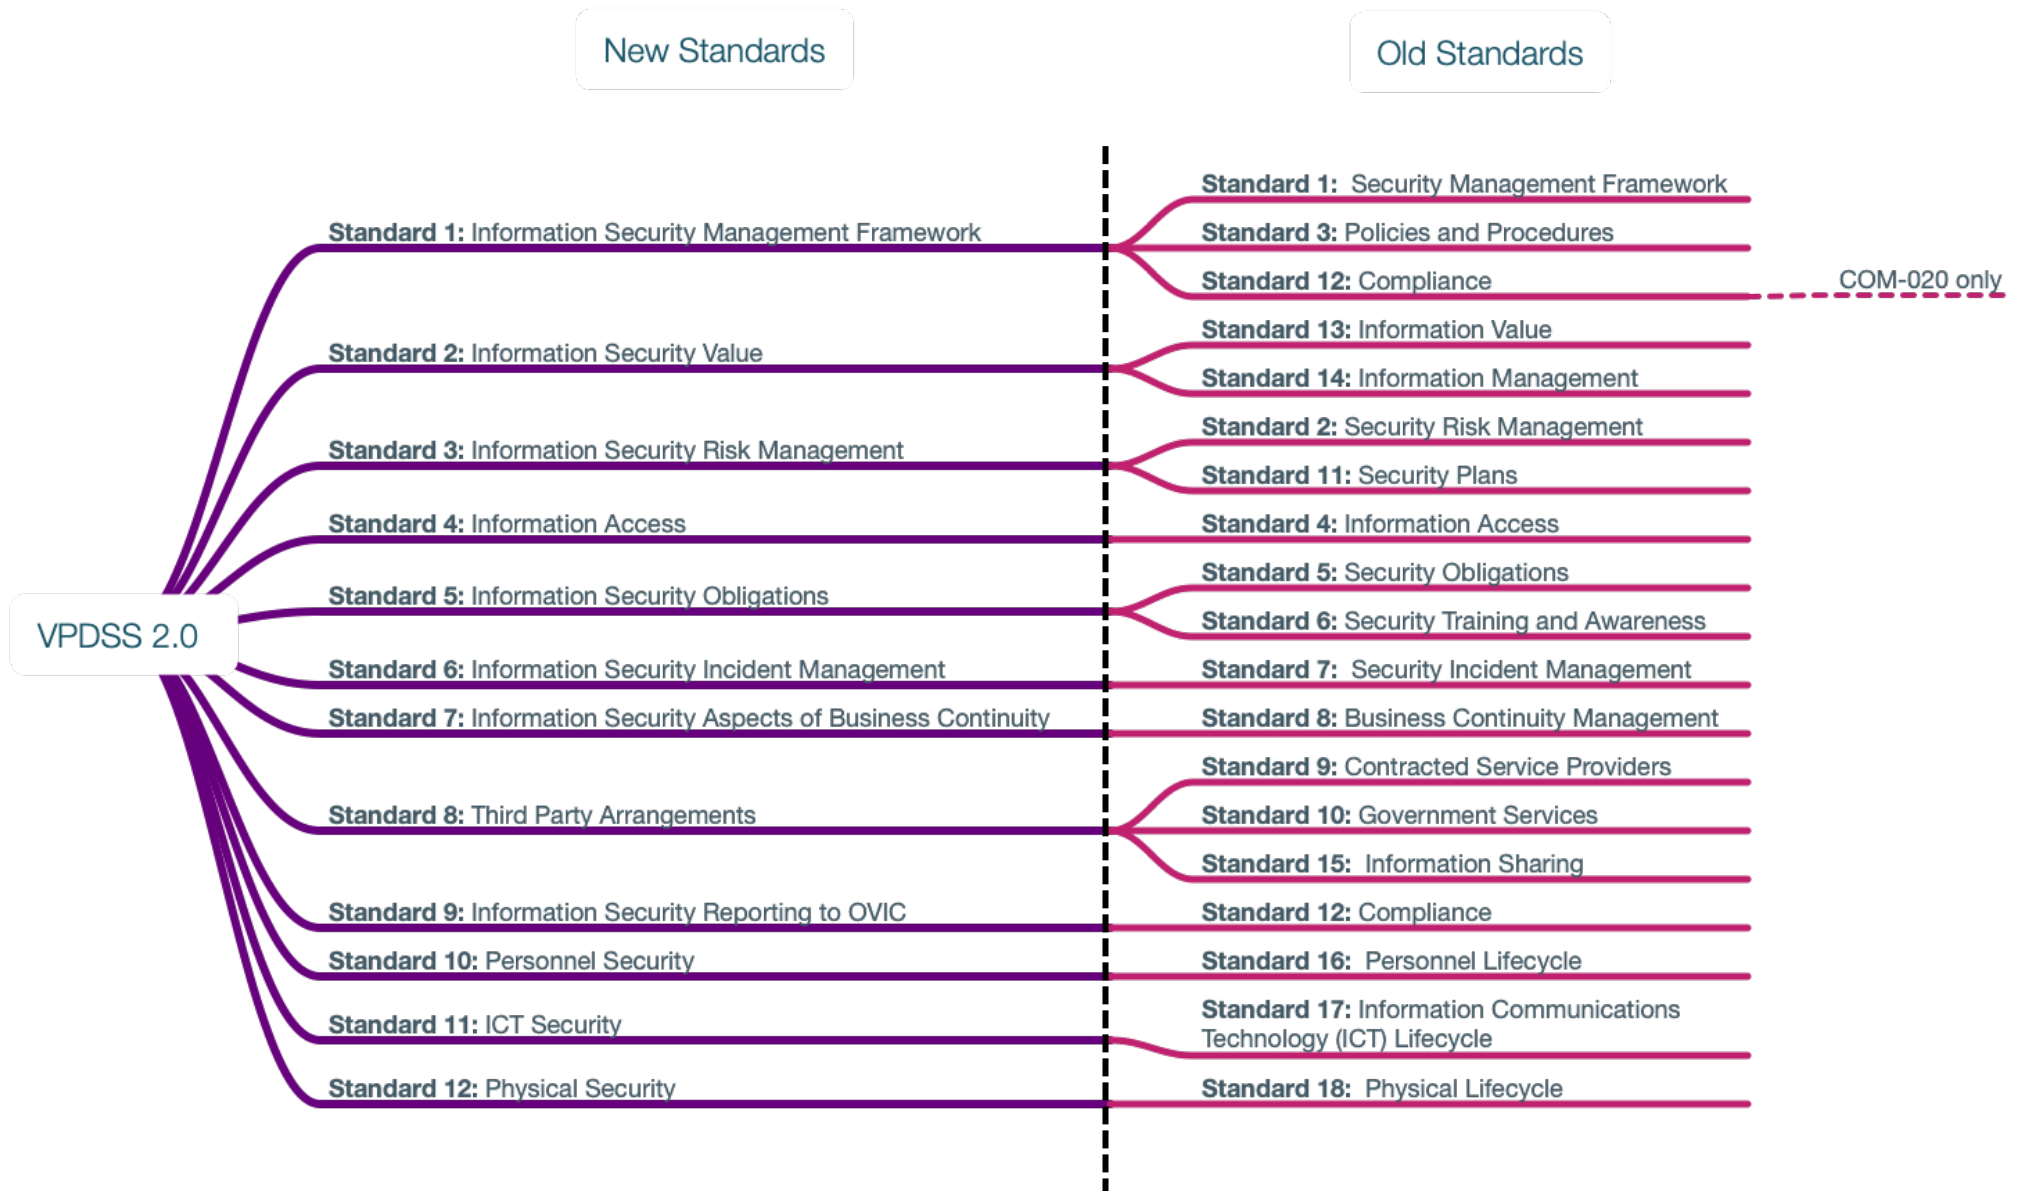 New Standards
Old Standards
VPDSS 2.0
Standard 1: Information Security Management Framework
Standard 1: Security Management Framework
Standard 3: Policies and Procedures
Standard 12: Compliance
COM-020 only
Standard 2: Information Security Value
Standard 13: Information Value
Standard 14: Information Management
Standard 3: Information Security Risk Management
Standard 2: Security Risk Management
Standard 11: Security Plans
Standard 4: Information Access
Standard 4: Information Access
Standard 5: Information Security Obligations
Standard 5: Security Obligations
Standard 6: Security Training and Awareness
Standard 6: Information Security Incident Management
Standard 7: Security Incident Management
Standard 7: Information Security Aspects of Business Continuity
Standard 8: Business Continuity Management
Standard 8: Third Party Arrangements
Standard 9: Contracted Service Providers
Standard 10: Government Services
Standard 15: Information Sharing
Standard 9: Information Security Reporting to OVIC
Standard 12: Compliance
Standard 10: Personnel Security
Standard 16: Personnel Lifecycle
Standard 11: ICT Security
Standard 17: Information Communications
Technology (ICT) Lifecycle
Standard 12: Physical Security
Standard 18: Physical Lifecycle